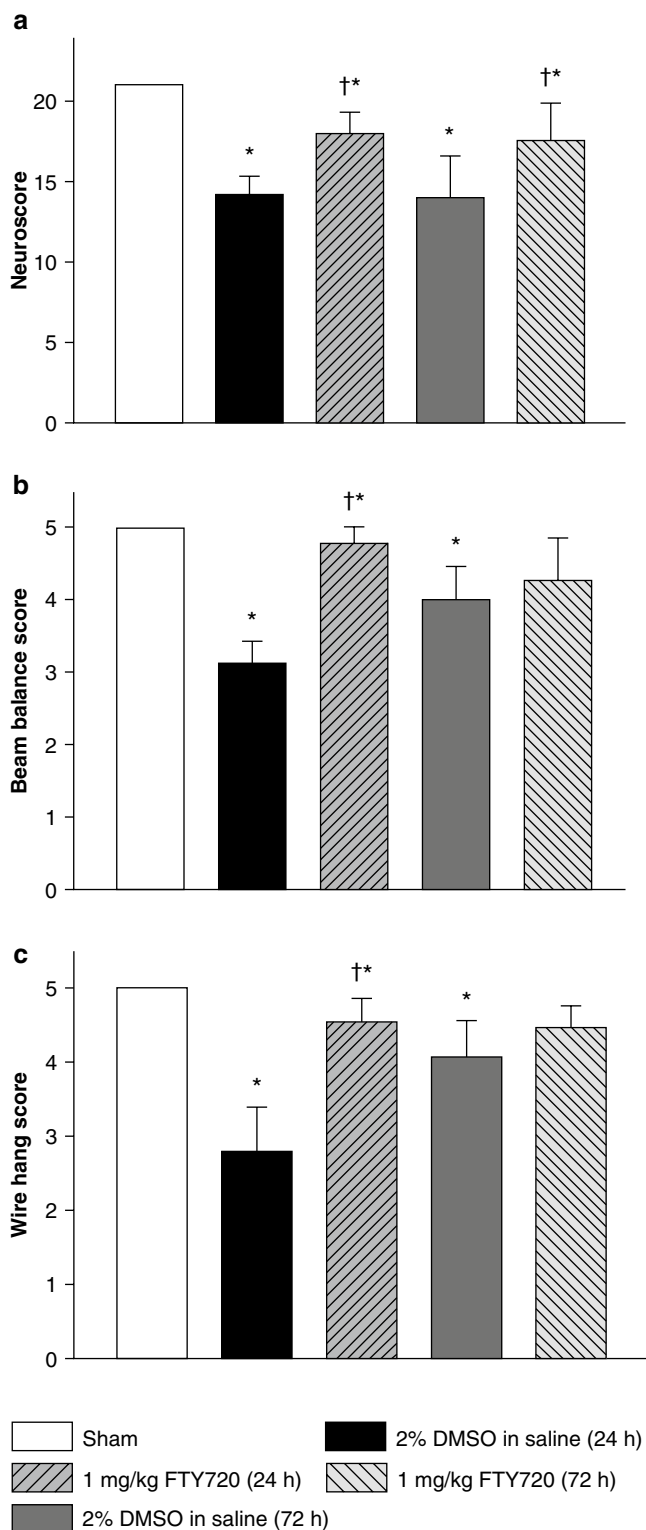 a
20
15
10
5
0
Neuroscore
*
†*
*
†*
b
5
4
3
2
1
0
Beam balance score
*
†*
*
c
5
4
3
2
1
0
Wire hang score
*
†*
*
Sham
2% DMSO in saline (24 h)
1 mg/kg FTY720 (24 h)
1 mg/kg FTY720 (72 h)
2% DMSO in saline (72 h)